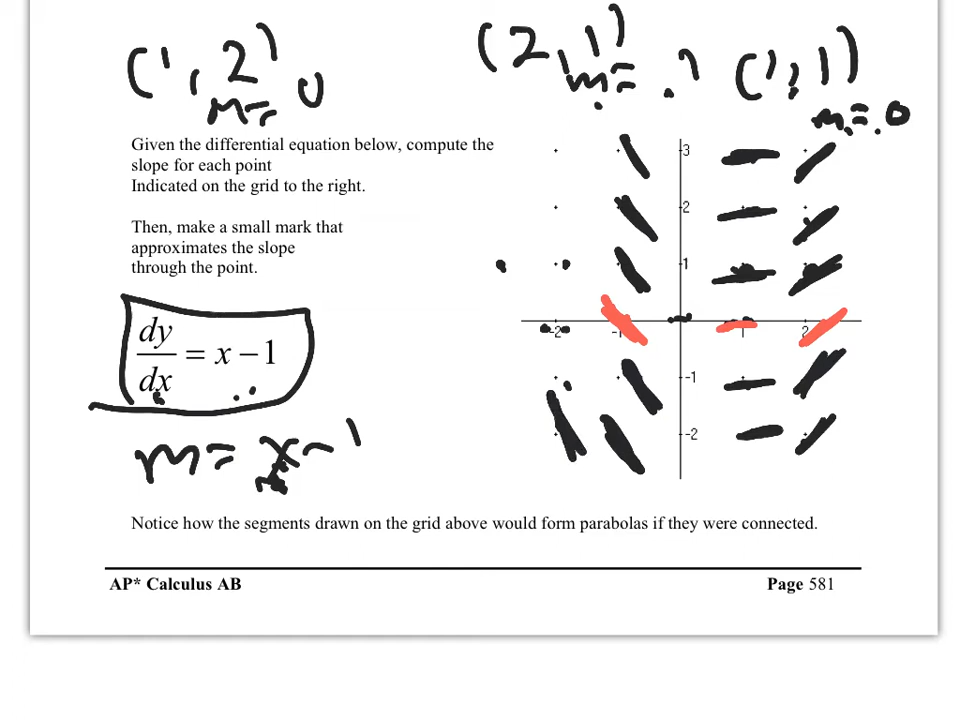 (1, 2) (2, 1) (1, 1)
m= 0 m= 1 m= 0
Given the differential equation below, compute the
slope for each point
Indicated on the grid to the right.
Then, make a small mark that
approximates the slope
through the point.
dy/dx = x − 1
m= x-1
3
2
1
-2 -1 2
-1
-2
Notice how the segments drawn on the grid above would form parabolas if they were connected.
AP* Calculus AB Page 581